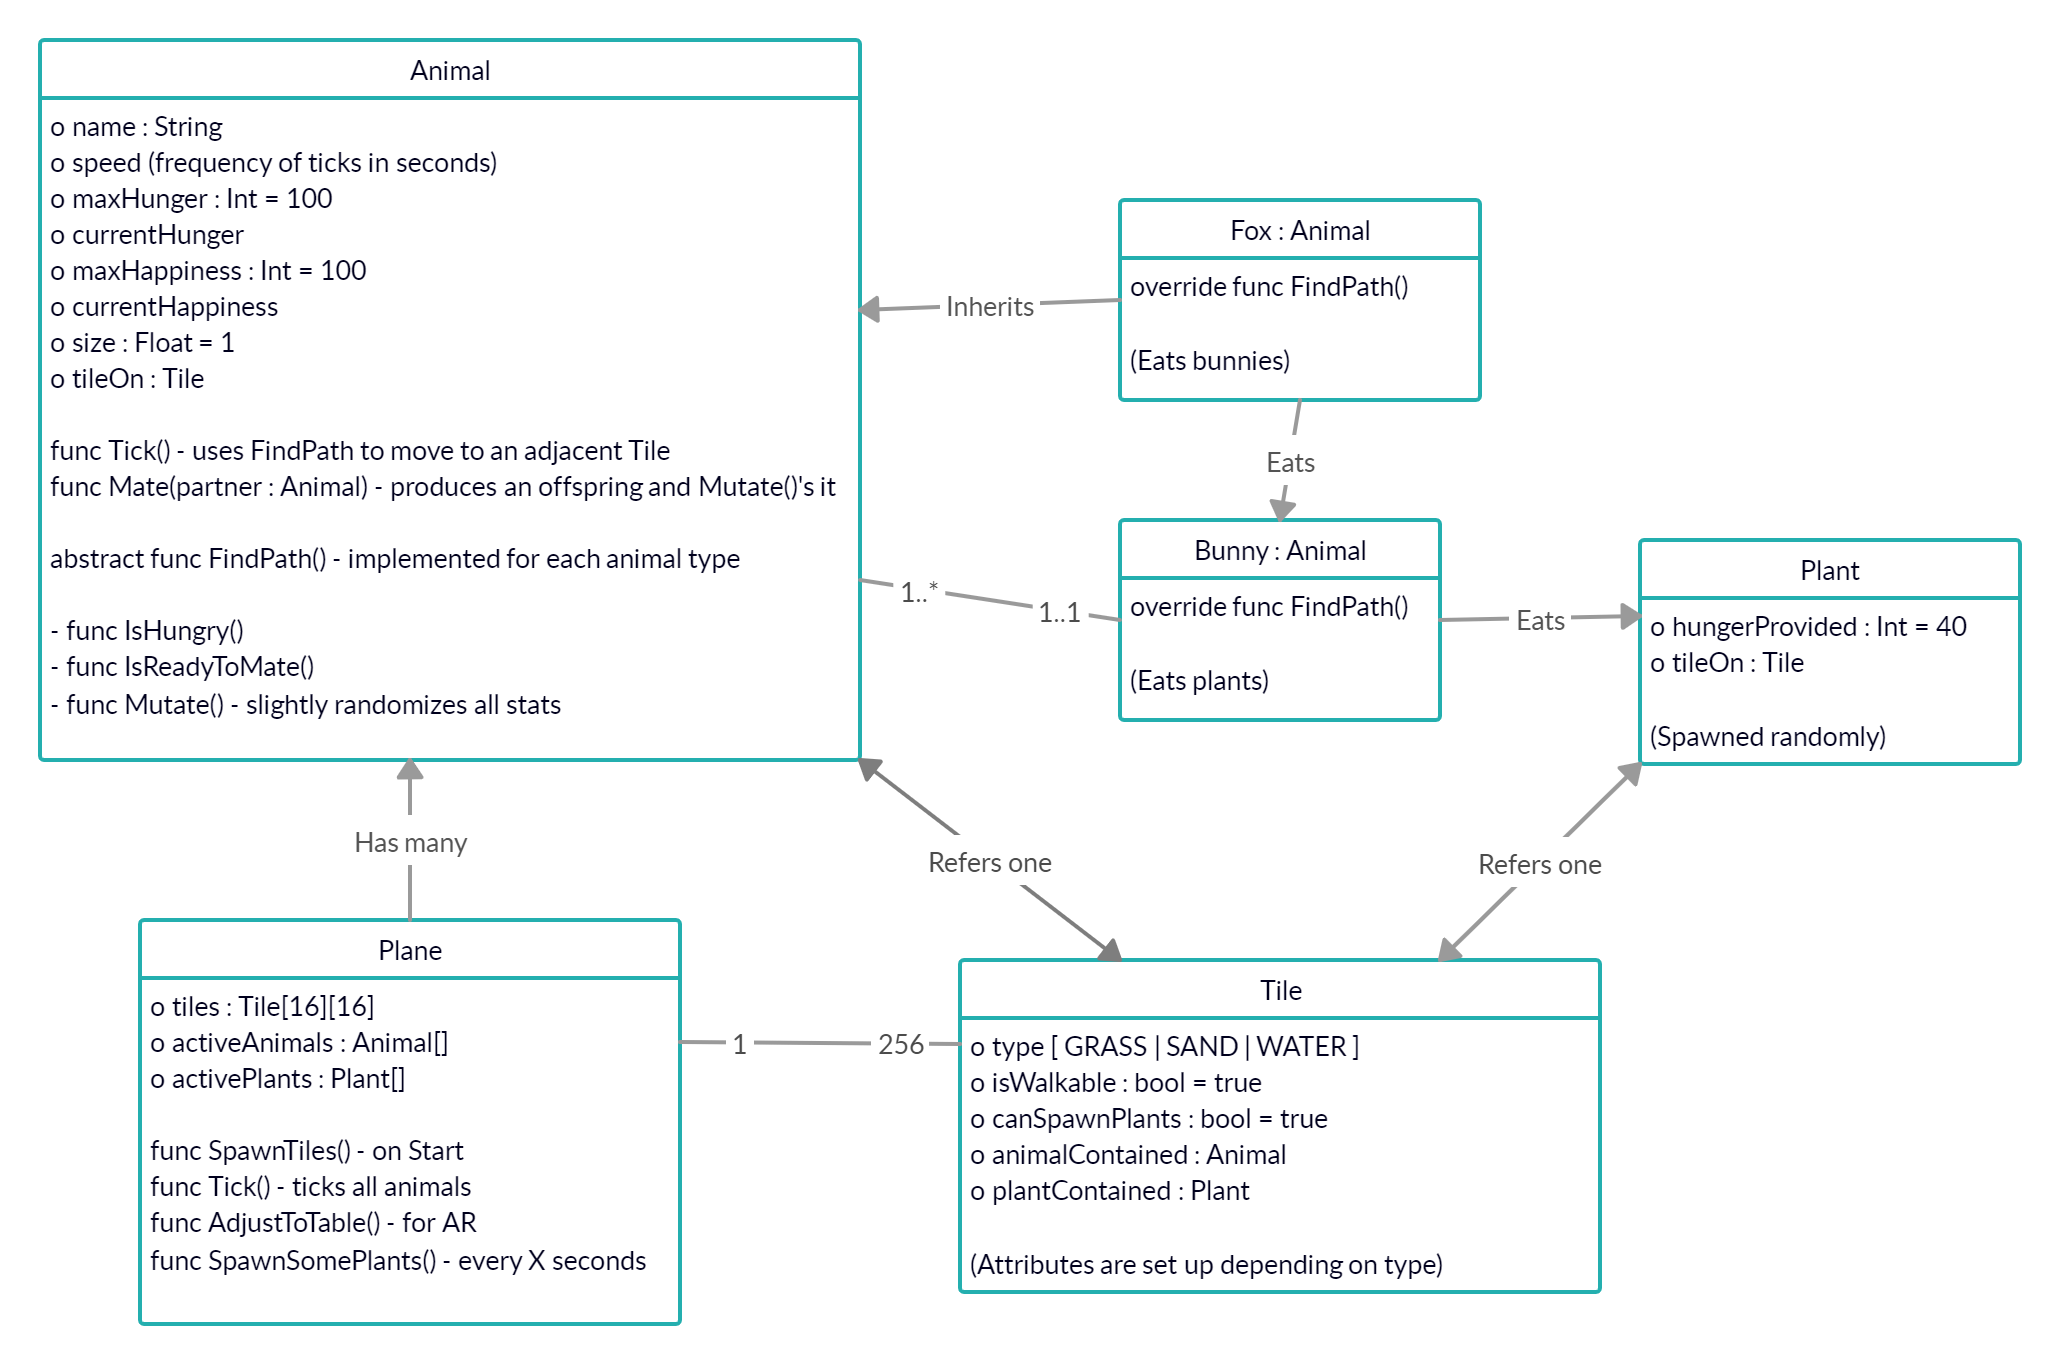 Animal
o name : String
o speed (frequency of ticks in seconds)
o maxHunger : Int = 100
o currentHunger
o maxHappiness : Int = 100
o currentHappiness
o size : Float = 1
o tileOn : Tile
func Tick() - uses FindPath to move to an adjacent Tile
func Mate(partner : Animal) - produces an offspring and Mutate()'s it
abstract func FindPath() - implemented for each animal type
- func IsHungry()
- func IsReadyToMate()
- func Mutate() - slightly randomizes all stats
Inherits
Fox : Animal
override func FindPath()
(Eats bunnies)
Eats
1..*
1..1
Bunny : Animal
override func FindPath()
(Eats plants)
Eats
Plant
o hungerProvided : Int = 40
o tileOn : Tile
(Spawned randomly)
Has many
Refers one
Refers one
Plane
o tiles : Tile[16][16]
o activeAnimals : Animal[]
o activePlants : Plant[]
func SpawnTiles() - on Start
func Tick() - ticks all animals
func AdjustToTable() - for AR
func SpawnSomePlants() - every X seconds
1
256
Tile
o type [ GRASS | SAND | WATER ]
o isWalkable : bool = true
o canSpawnPlants : bool = true
o animalContained : Animal
o plantContained : Plant
(Attributes are set up depending on type)